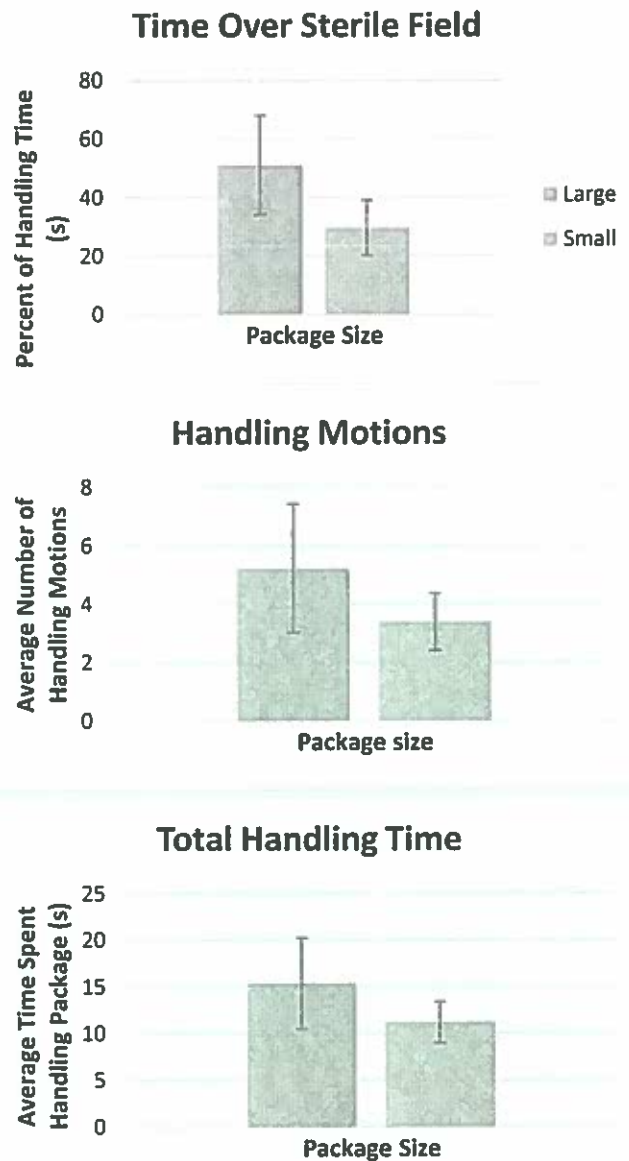 Time Over Sterile Field
Percent of Handling Time
(s)
80
60
40
20
0
Package Size
Large
Small
Handling Motions
Average Number of
Handling Motions
8
6
4
2
0
Package size
Total Handling Time
Average Time Spent
Handling Package (s)
25
20
15
10
5
0
Package Size